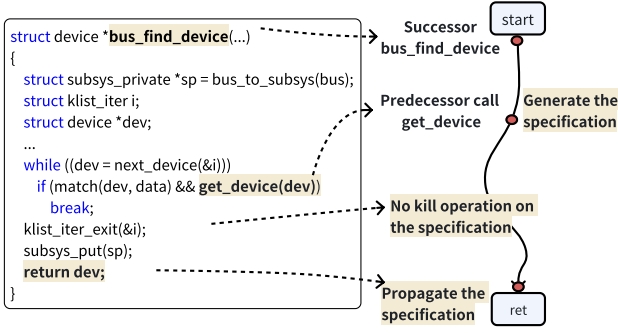 struct device *bus_find_device(...)
{
struct subsys_private *sp = bus_to_subsys(bus);
struct klist_iter i;
struct device *dev;
...
while ((dev = next_device(&i)))
if (match(dev, data) && get_device(dev))
break;
klist_iter_exit(&i);
subsys_put(sp);
return dev;
}
Successor
bus_find_device
Predecessor call
get_device
No kill operation on
the specification
Propagate the
specification
start
Generate the
specification
ret